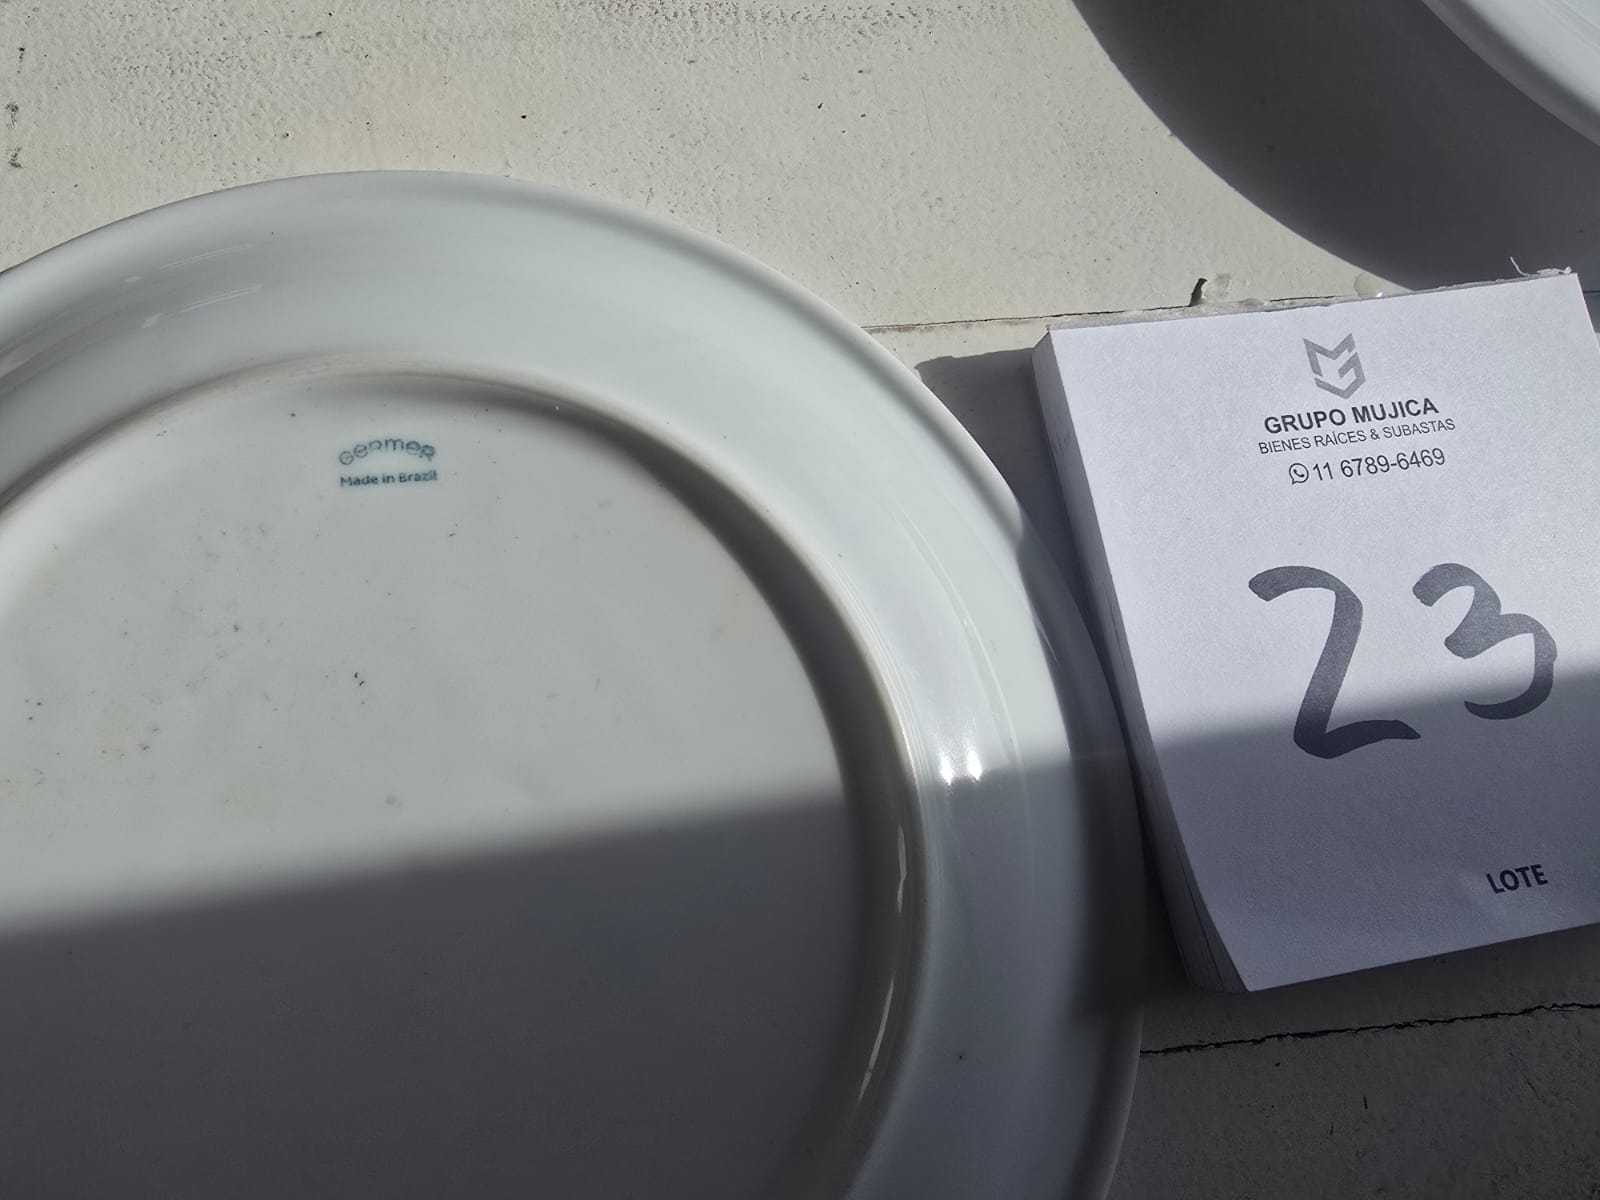 Germer
Made in Brazil
GRUPO MUJICA
BIENES RAÍCES & SUBASTAS
11 6789-6469
23
LOTE